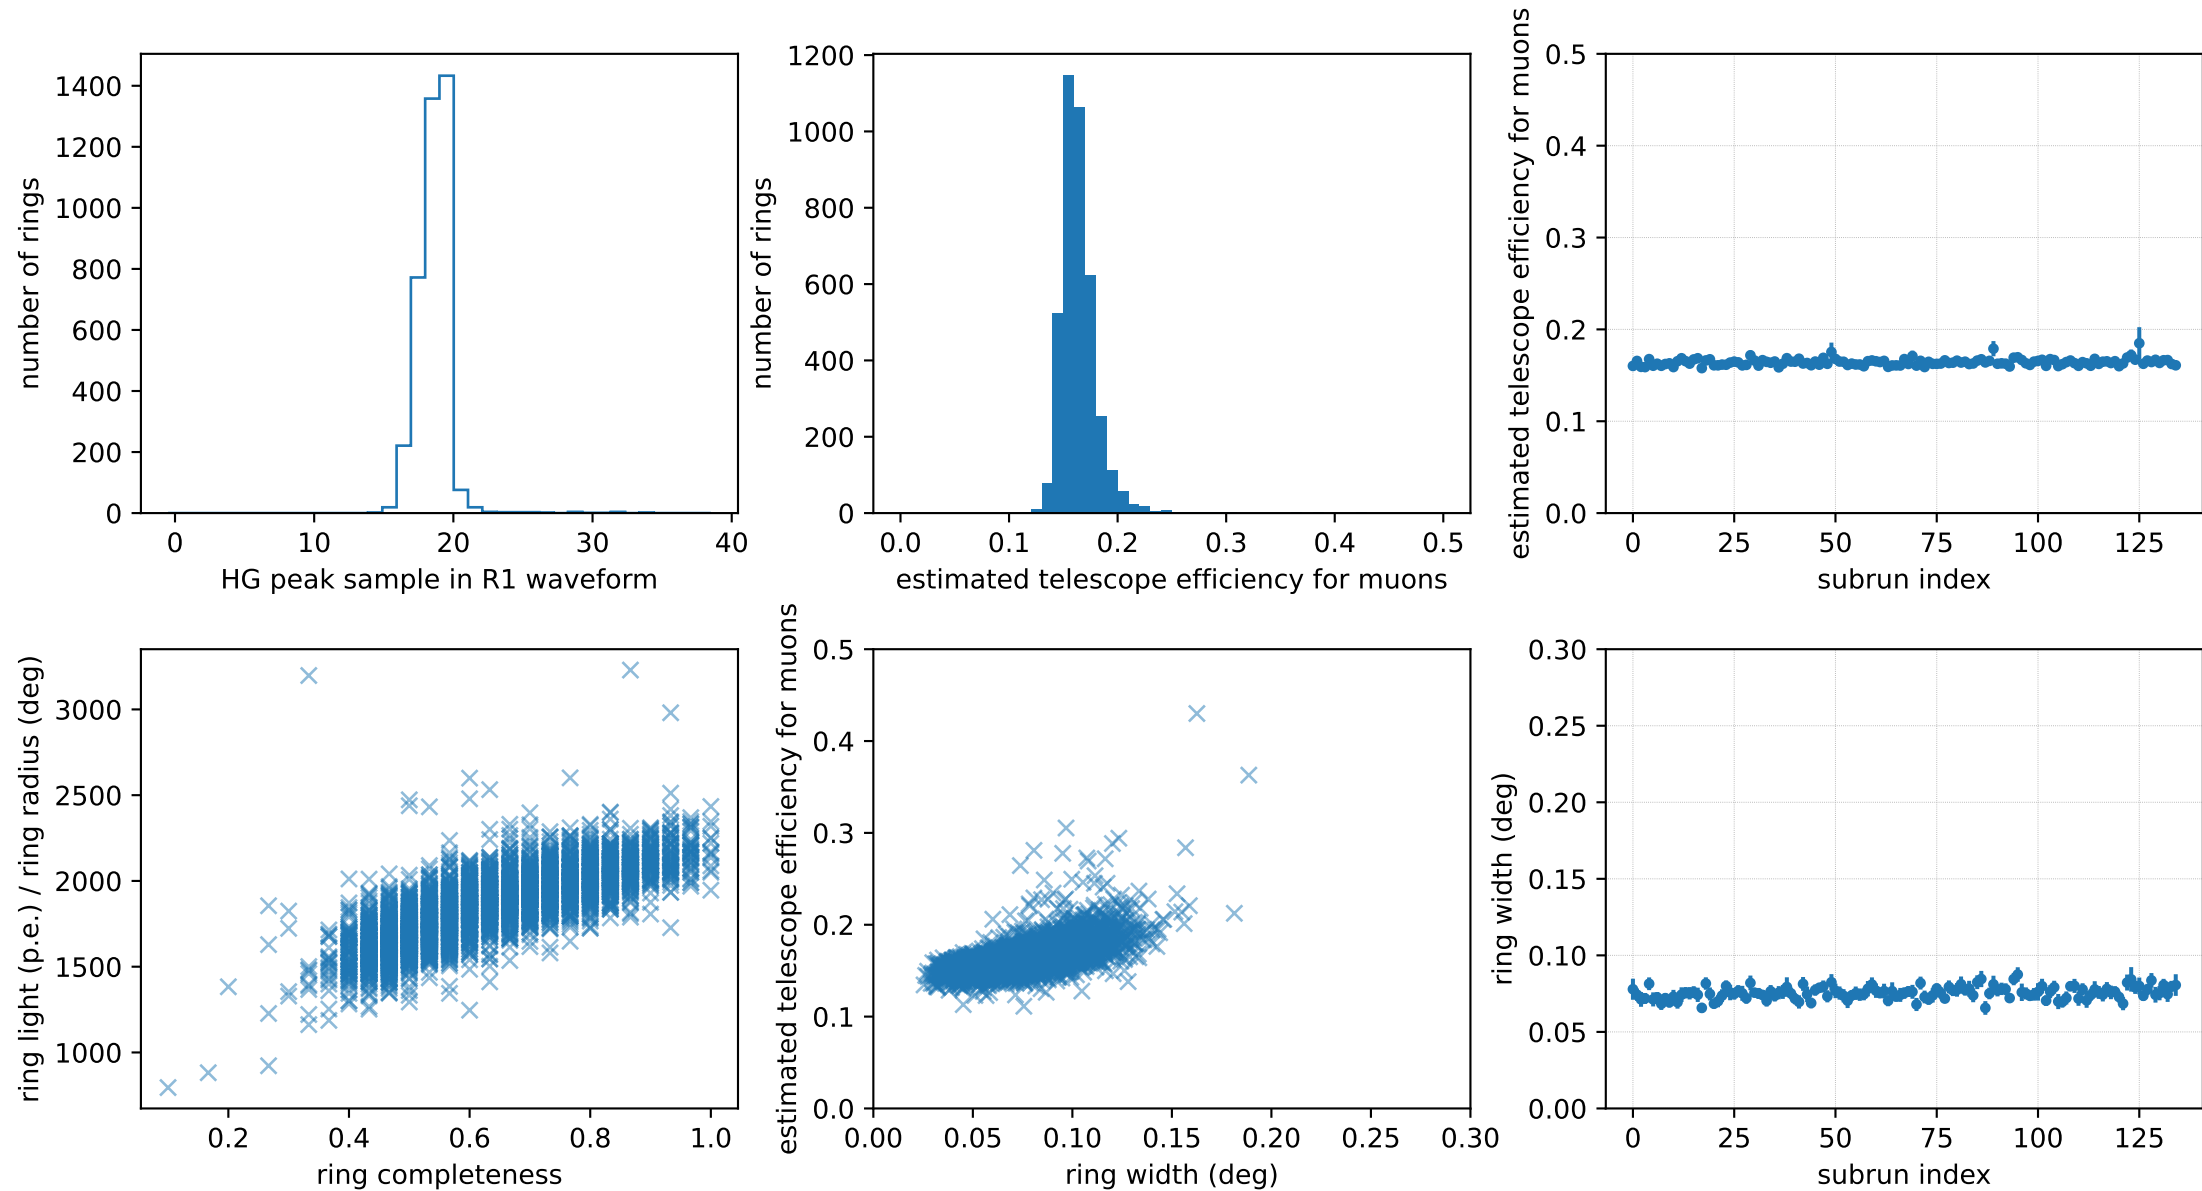 number of rings
1400
1200
1000
800
600
400
200
0
0 10 20 30 40
HG peak sample in R1 waveform
number of rings
1200
1000
800
600
400
200
0
0.0 0.1 0.2 0.3 0.4 0.5
estimated telescope efficiency for muons
estimated telescope efficiency for muons
0.5
0.4
0.3
0.2
0.1
0.0
0 25 50 75 100 125
subrun index
ring light (p.e.) / ring radius (deg)
3000
2500
2000
1500
1000
0.2 0.4 0.6 0.8 1.0
ring completeness
estimated telescope efficiency for muons
0.5
0.4
0.3
0.2
0.1
0.0
0.00 0.05 0.10 0.15 0.20 0.25 0.30
ring width (deg)
ring width (deg)
0.30
0.25
0.20
0.15
0.10
0.05
0.00
0 25 50 75 100 125
subrun index